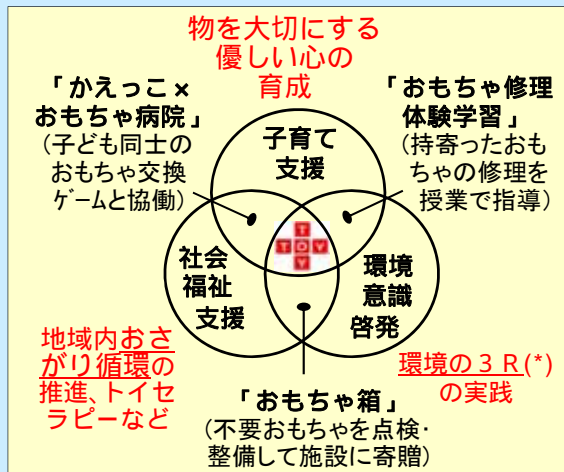 物を大切にする
優しい心の
育成
「かえっこ×
おもちゃ病院」
(子ども同士の
おもちゃ交換
ゲームと協働)
「おもちゃ修理
体験学習」
(持寄ったおも
ちゃの修理を
授業で指導)
子育て
支援
T
TOY
Y
社会
福祉
支援
環境
意識
啓発
地域内おさ
がり循環の
推進、トイセ
ラピーなど
環境の3R(*)
の実践
「おもちゃ箱」
(不要おもちゃを点検・
整備して施設に寄贈)